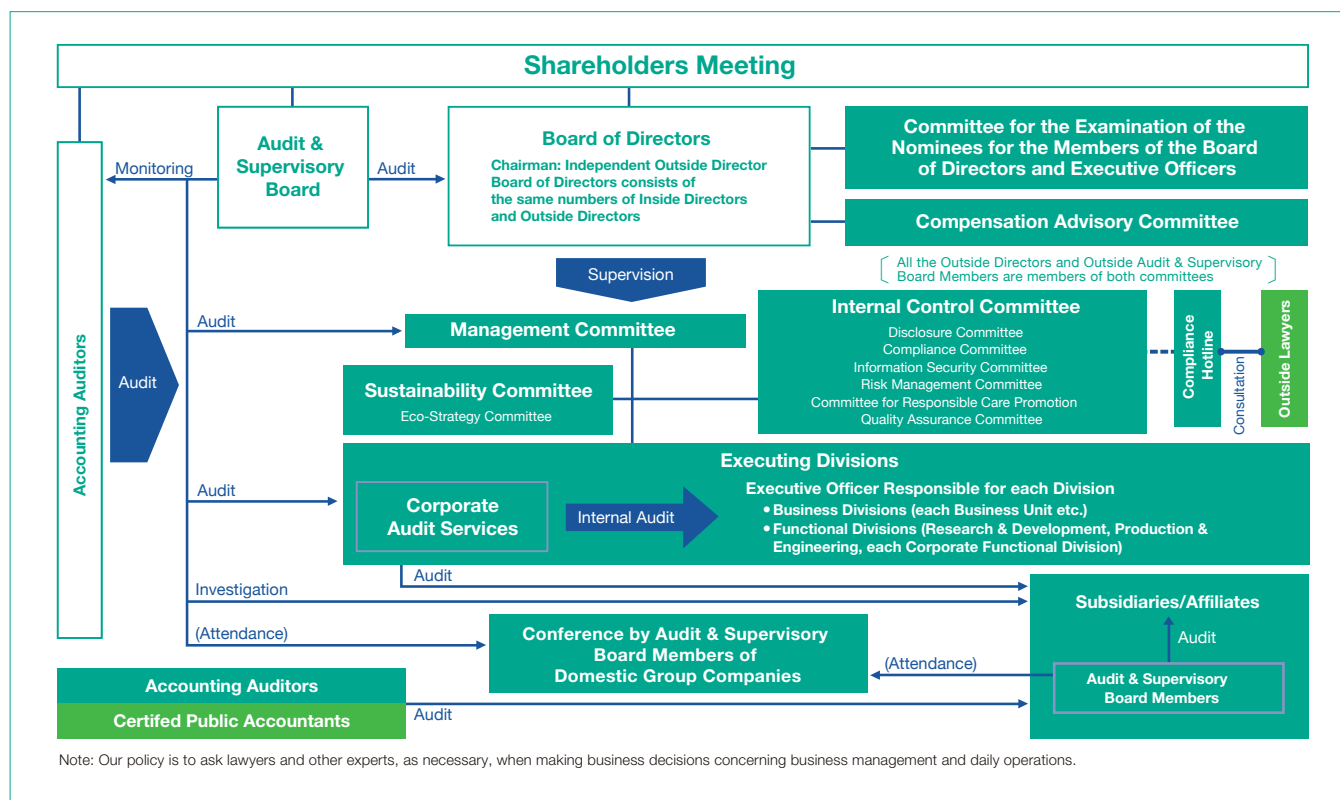 Shareholders Meeting
Accounting Auditors
Monitoring
Audit &
Supervisory
Board
Audit
Board of Directors
Chairman: Independent Outside Director
Board of Directors consists of
the same numbers of Inside Directors
and Outside Directors
Committee for the Examination of the
Nominees for the Members of the Board
of Directors and Executive Officers
Compensation Advisory Committee
All the Outside Directors and Outside Audit & Supervisory
Board Members are members of both committees
Supervision
Audit
Audit
Management Committee
Sustainability Committee
Eco-Strategy Committee
Internal Control Committee
Disclosure Committee
Compliance Committee
Information Security Committee
Risk Management Committee
Committee for Responsible Care Promotion
Quality Assurance Committee
Compliance
Hotline
Consultation
Outside Lawyers
Audit
Executing Divisions
Corporate
Audit Services
Internal Audit
Executive Officer Responsible for each Division
• Business Divisions (each Business Unit etc.)
• Functional Divisions (Research & Development, Production &
Engineering, each Corporate Functional Division)
Audit
Investigation
(Attendance)
Conference by Audit & Supervisory
Board Members of
Domestic Group Companies
(Attendance)
Subsidiaries/Affiliates
Audit
Audit & Supervisory
Board Members
Accounting Auditors
Certifed Public Accountants
Audit
Note: Our policy is to ask lawyers and other experts, as necessary, when making business decisions concerning business management and daily operations.